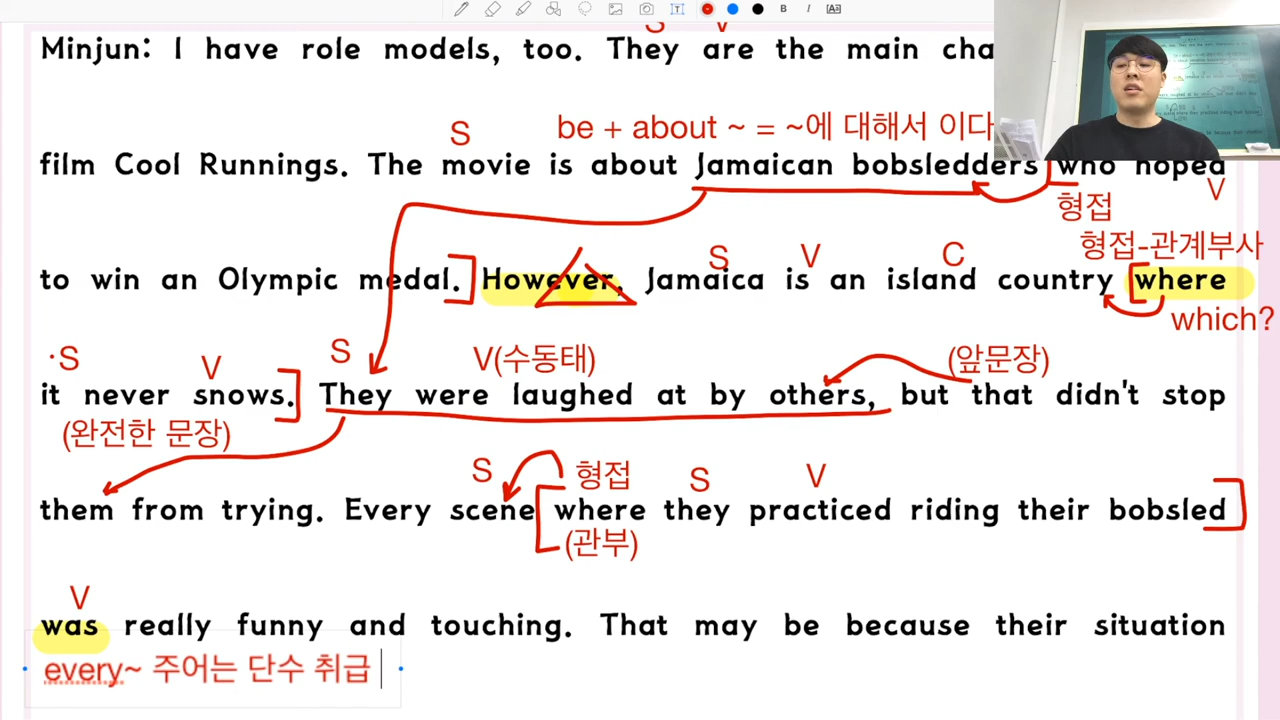 B I A
S V
Minjun: I have role models, too. They are the main cha
S be + about ~ = ~에 대해서 이다
film Cool Runnings. The movie is about Jamaican bobsledders who hoped
형접 V
S V C 형접-관계부사
to win an Olympic medal. However, Jamaica is an island country where
which?
·S V S V(수동태) (앞문장)
it never snows. They were laughed at by others, but that didn't stop
(완전한 문장)
S 형접 S V
them from trying. Every scene where they practiced riding their bobsled
(관부)
V
was really funny and touching. That may be because their situation
every~ 주어는 단수 취급